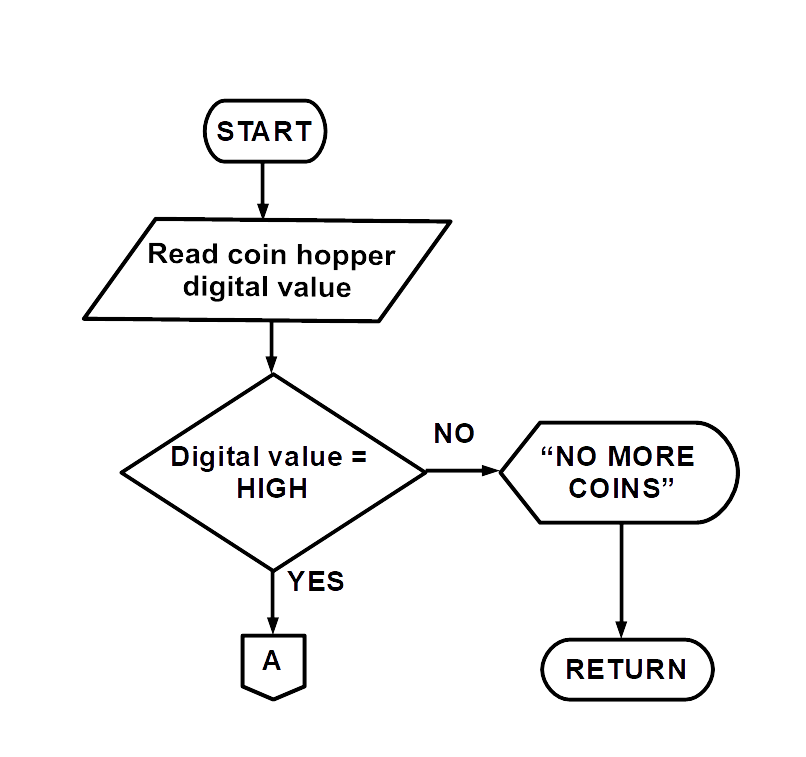 START
Read coin hopper
digital value
Digital value =
HIGH
NO
“NO MORE
COINS”
YES
A
RETURN